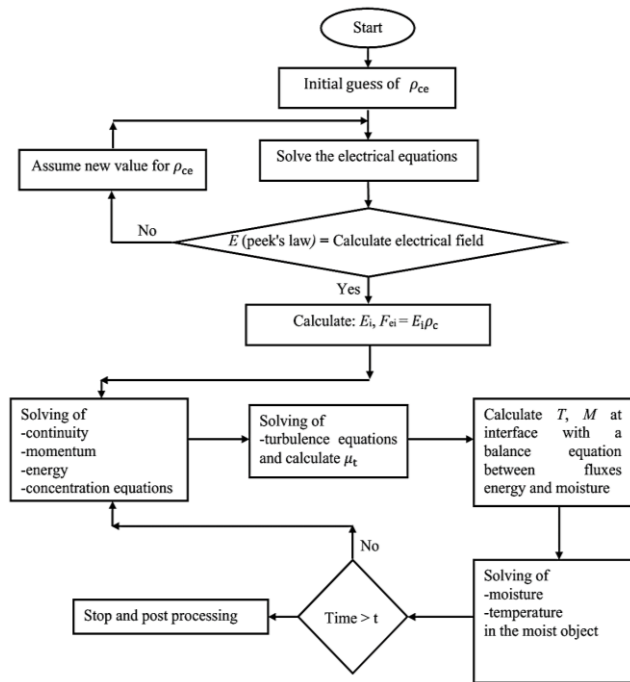 Start
Initial guess of ρce
Assume new value for ρce
Solve the electrical equations
No
E (peek's law) = Calculate electrical field
Yes
Calculate: Ei, Fei = Eiρc
Solving of
-continuity
-momentum
-energy
-concentration equations
Solving of
-turbulence equations
and calculate μt
Calculate T, M at
interface with a
balance equation
between fluxes
energy and moisture
No
Solving of
-moisture
-temperature
in the moist object
Time > t
Stop and post processing